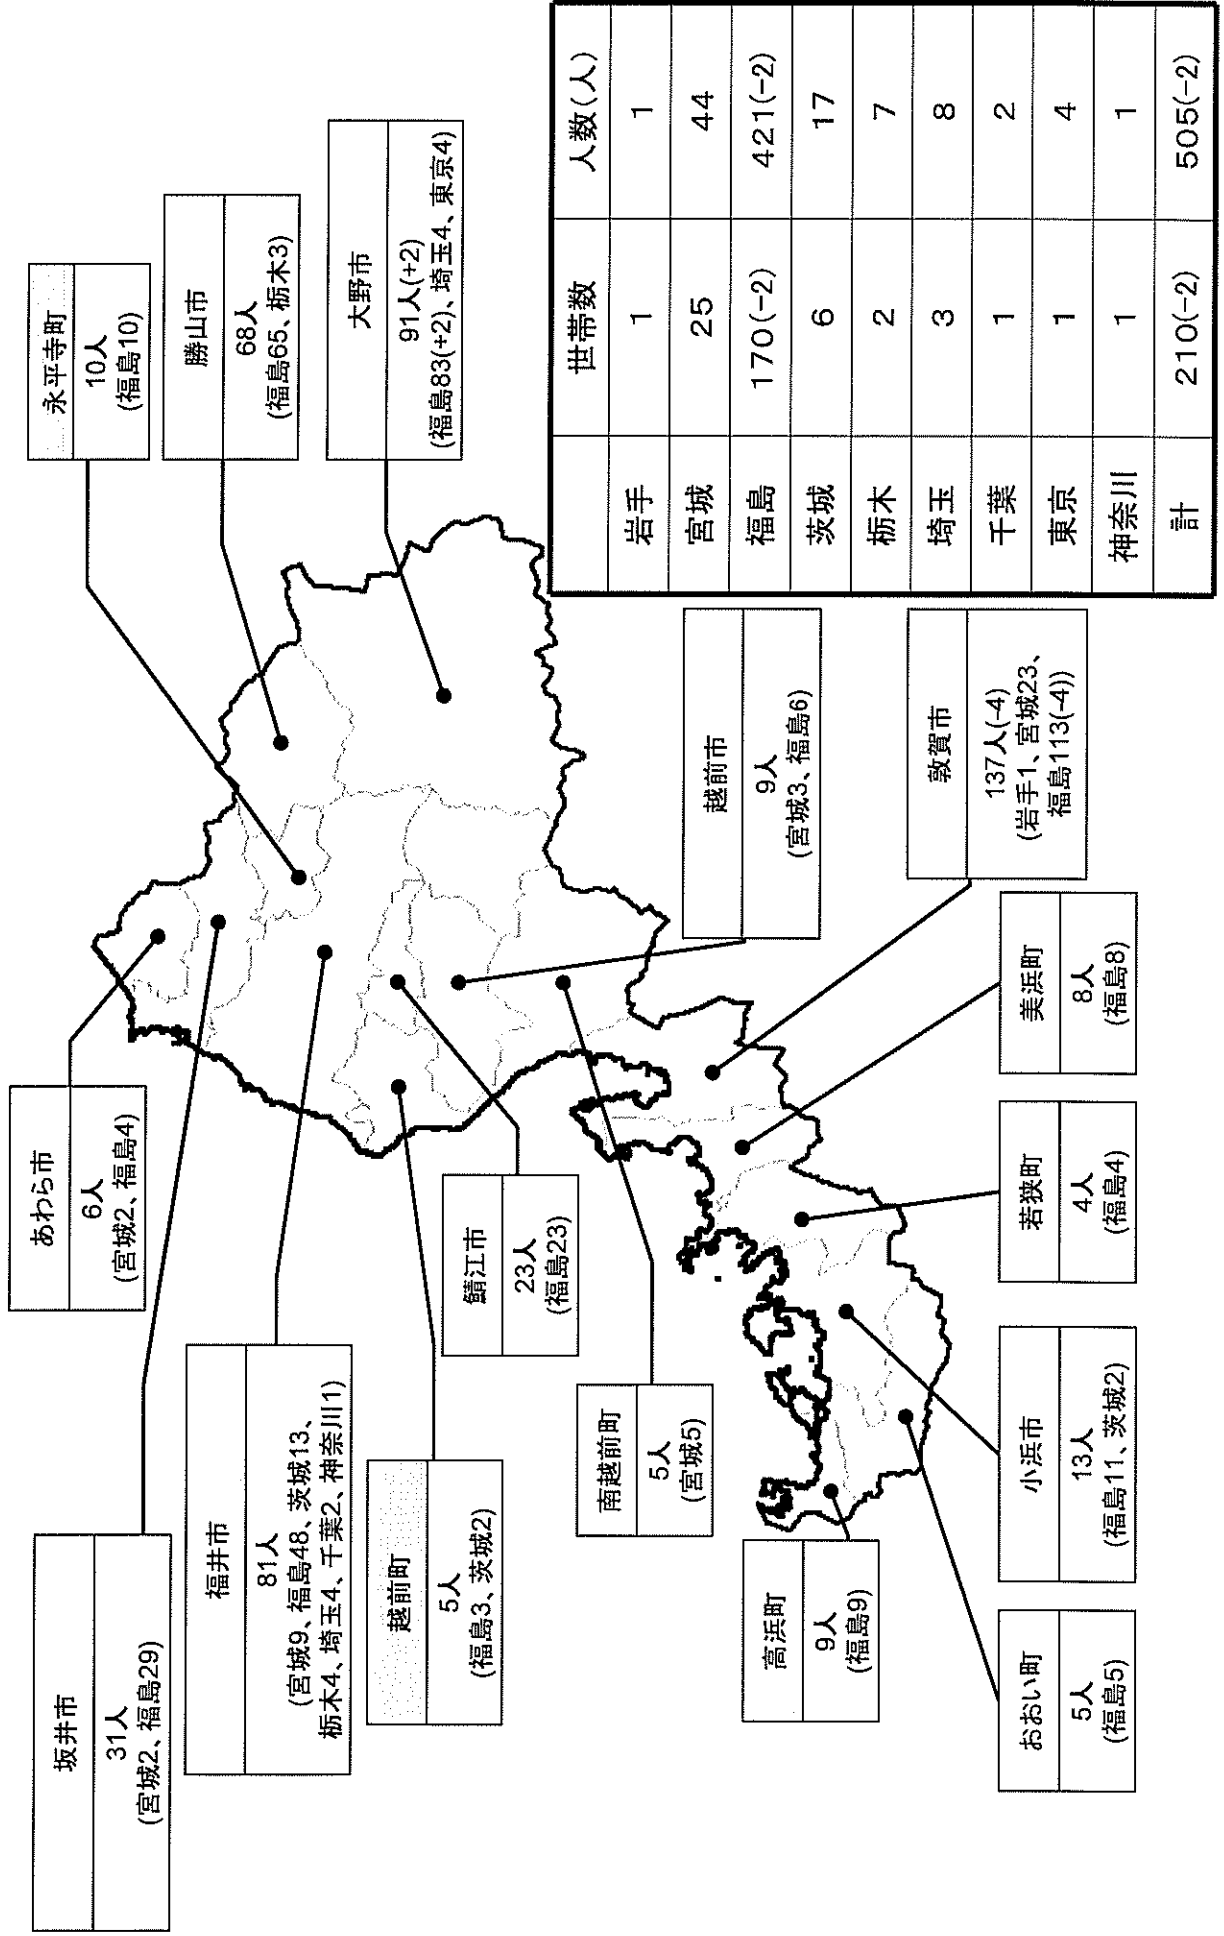 坂井市
31人
(宮城2、福島29)
あわら市
6人
(宮城2、福島4)
永平寺町
10人
(福島10)
勝山市
68人
(福島65、栃木3)
大野市
91人(+2)
(福島83(+2)、埼玉4、東京4)
福井市
81人
(宮城9、福島48、茨城13、
栃木4、埼玉4、千葉2、神奈川1)
越前町
5人
(福島3、茨城2)
鯖江市
23人
(福島23)
南越前町
5人
(宮城5)
越前市
9人
(宮城3、福島6)
敦賀市
137人(-4)
(岩手1、宮城23、
福島113(-4))
美浜町
8人
(福島8)
若狭町
4人
(福島4)
小浜市
13人
(福島11、茨城2)
おおい町
5人
(福島5)
高浜町
9人
(福島9)
世帯数 人数(人)
岩手 1 1
宮城 25 44
福島 170(-2) 421(-2)
茨城 6 17
栃木 2 7
埼玉 3 8
千葉 1 2
東京 1 4
神奈川 1 1
計 210(-2) 505(-2)